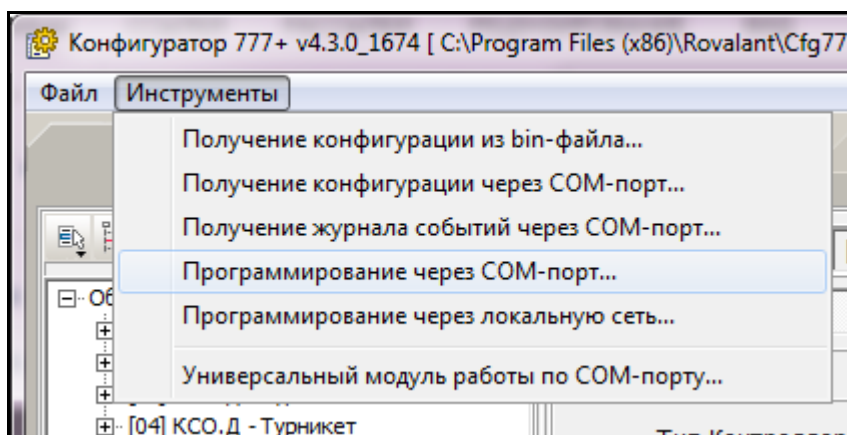 Конфигуратор 777+ v4.3.0_1674 [ C:\Program Files (x86)\Rovalant\Cfg77
Файл Инструменты
Получение конфигурации из bin-файла...
Получение конфигурации через COM-порт...
Получение журнала событий через COM-порт...
Программирование через COM-порт...
Об
Программирование через локальную сеть...
Универсальный модуль работы по COM-порту...
[04] КСО.Д - Турникет